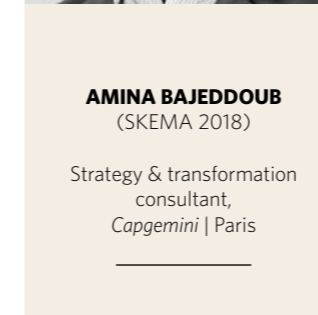 AMINA BAJEDDOUB
(SKEMA 2018)
Strategy & transformation
consultant,
Capgemini | Paris